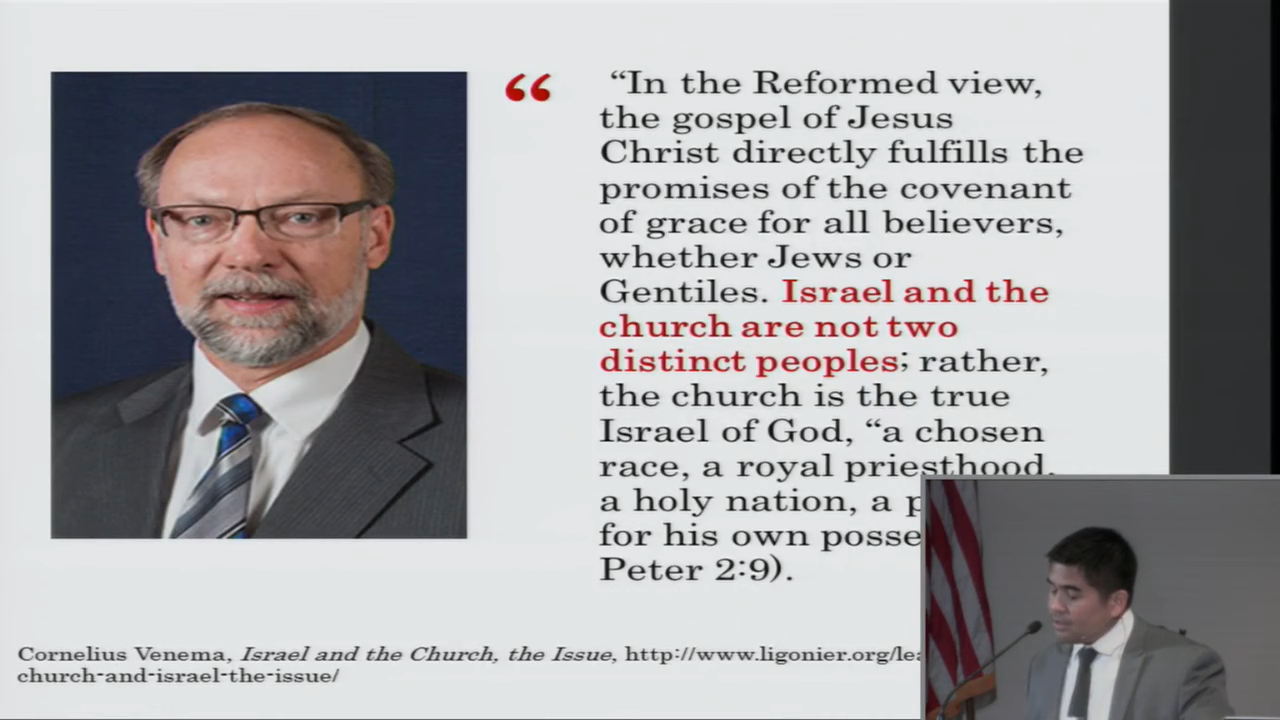 “
“In the Reformed view,
the gospel of Jesus
Christ directly fulfills the
promises of the covenant
of grace for all believers,
whether Jews or
Gentiles. Israel and the
church are not two
distinct peoples; rather,
the church is the true
Israel of God, “a chosen
race, a royal priesthood,
a holy nation, a
for his own
Peter 2:9).
Cornelius Venema, Israel and the Church, the Issue, http://www.ligonier.org/
church-and-israel-the-issue/